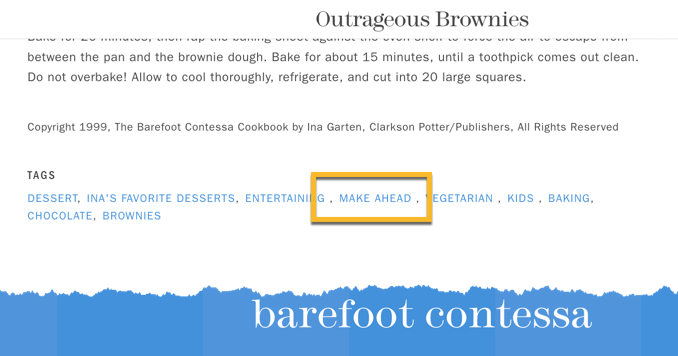 Outrageous Brownies
Bake for 20 minutes, then rap the baking sheet against the oven shelf to force the air to escape from
between the pan and the brownie dough. Bake for about 15 minutes, until a toothpick comes out clean.
Do not overbake! Allow to cool thoroughly, refrigerate, and cut into 20 large squares.
Copyright 1999, The Barefoot Contessa Cookbook by Ina Garten, Clarkson Potter/Publishers, All Rights Reserved
TAGS
DESSERT, INA'S FAVORITE DESSERTS, ENTERTAINING , MAKE AHEAD , VEGETARIAN , KIDS , BAKING,
CHOCOLATE, BROWNIES
barefoot contessa